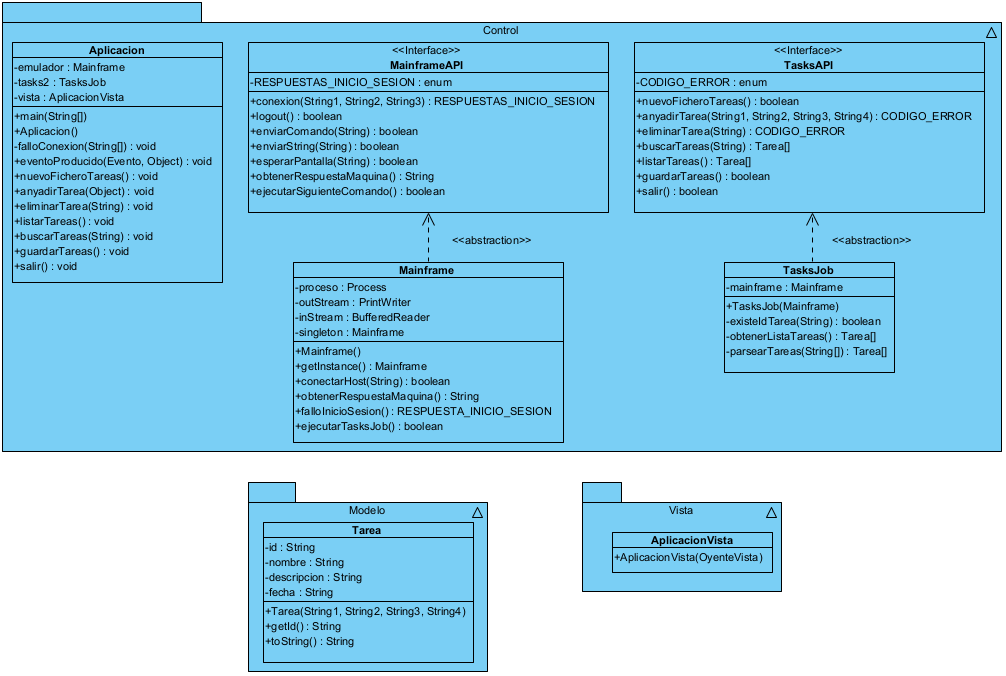 Control
Aplicacion
-emulador : Mainframe
-tasks2 : TasksJob
-vista : AplicacionVista
+main(String[])
+Aplicacion()
-falloConexion(String[]) : void
+eventoProducido(Evento, Object) : void
+nuevoFicheroTareas() : void
+anyadirTarea(Object) : void
+eliminarTarea(String) : void
+listarTareas() : void
+buscarTareas(String) : void
+guardarTareas() : void
+salir() : void
<<Interface>>
MainframeAPI
-RESPUESTAS_INICIO_SESION : enum
+conexion(String1, String2, String3) : RESPUESTAS_INICIO_SESION
+logout() : boolean
+enviarComando(String) : boolean
+enviarString(String) : boolean
+esperarPantalla(String) : boolean
+obtenerRespuestaMaquina() : String
+ejecutarSiguienteComando() : boolean
<<Interface>>
TasksAPI
-CODIGO_ERROR : enum
+nuevoFicheroTareas() : boolean
+anyadirTarea(String1, String2, String3, String4) : CODIGO_ERROR
+eliminarTarea(String) : CODIGO_ERROR
+buscarTareas(String) : Tarea[]
+listarTareas() : Tarea[]
+guardarTareas() : boolean
+salir() : boolean
<<abstraction>>
<<abstraction>>
Mainframe
-proceso : Process
-outStream : PrintWriter
-inStream : BufferedReader
-singleton : Mainframe
+Mainframe()
+getInstance() : Mainframe
+conectarHost(String) : boolean
+obtenerRespuestaMaquina() : String
+falloInicioSesion() : RESPUESTA_INICIO_SESION
+ejecutarTasksJob() : boolean
TasksJob
-mainframe : Mainframe
+TasksJob(Mainframe)
-existeIdTarea(String) : boolean
-obtenerListaTareas() : Tarea[]
-parsearTareas(String[]) : Tarea[]
Modelo
Tarea
-id : String
-nombre : String
-descripcion : String
-fecha : String
+Tarea(String1, String2, String3, String4)
+getId() : String
+toString() : String
Vista
AplicacionVista
+AplicacionVista(OyenteVista)